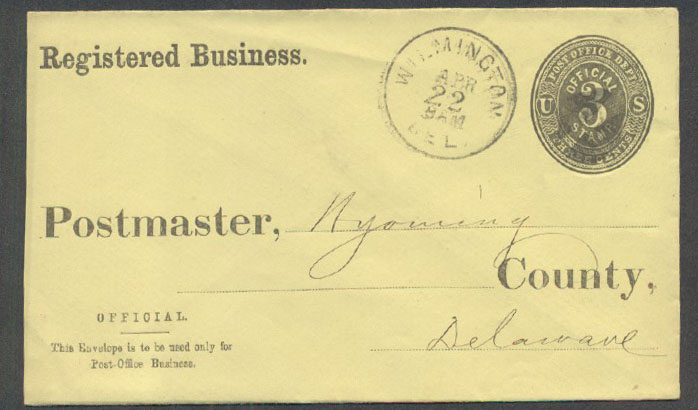 Registered Business.
WILMINGTON
APR
22
DEL.
POST OFFICE DEPT.
OFFICIAL
U 3 S
STAMP
THREE CENTS
Postmaster, Wyoming
County,
Delaware
OFFICIAL.
This Envelope is to be used only for
Post-Office Business.